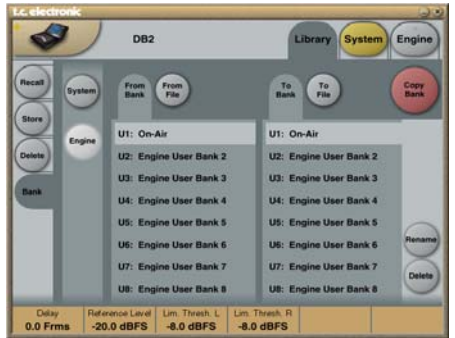 t.c. electronic
DB2
Library System Engine
Recall
Store
Delete
Bank
System
Engine
From Bank
From File
To Bank
To File
Copy Bank
U1: On-Air
U2: Engine User Bank 2
U3: Engine User Bank 3
U4: Engine User Bank 4
U5: Engine User Bank 5
U6: Engine User Bank 6
U7: Engine User Bank 7
U8: Engine User Bank 8
U1: On-Air
U2: Engine User Bank 2
U3: Engine User Bank 3
U4: Engine User Bank 4
U5: Engine User Bank 5
U6: Engine User Bank 6
U7: Engine User Bank 7
U8: Engine User Bank 8
Rename
Delete
Delay Reference Level Lim. Thresh. L Lim. Thresh. R
0.0 Frms -20.0 dBFS -8.0 dBFS -8.0 dBFS